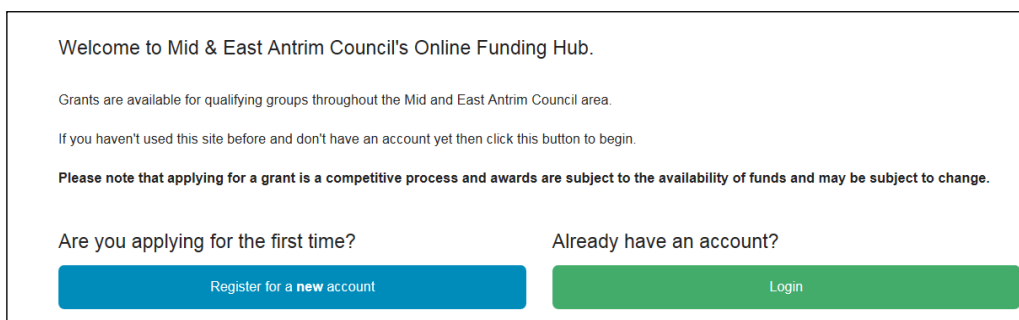 Welcome to Mid & East Antrim Council's Online Funding Hub.
Grants are available for qualifying groups throughout the Mid and East Antrim Council area.
If you haven't used this site before and don't have an account yet then click this button to begin.
Please note that applying for a grant is a competitive process and awards are subject to the availability of funds and may be subject to change.
Are you applying for the first time?
Already have an account?
Register for a new account
Login